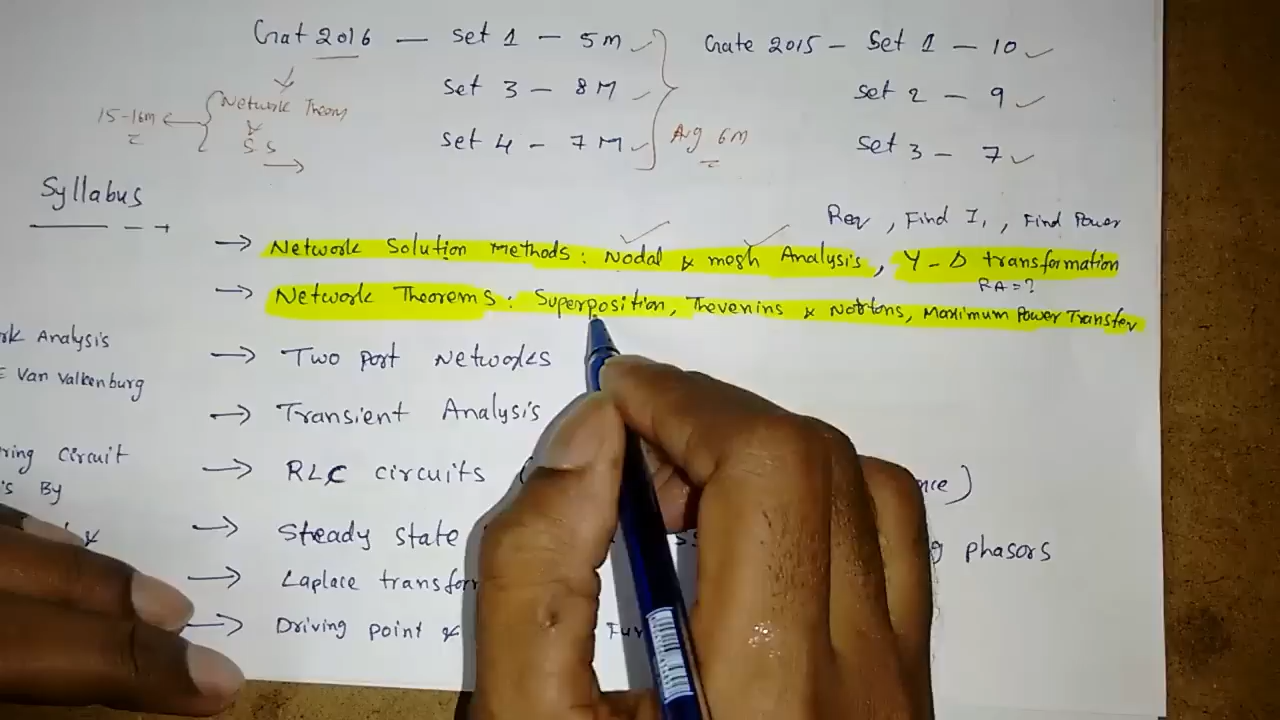 Gat 2016 — Set 1 - 5m
Set 3 - 8M
Set 4 - 7M
Avg 6m
Gate 2015 - Set 1 - 10
Set 2 - 9
Set 3 - 7
15-16m
Network Theory
S S
Syllabus
Req, Find I, , Find Power
→ Network Solution methods: Nodal & mesh Analysis, Y-Δ transformation
RA=?
→ Network Theorems: Superposition, Thevenins & Nortons, Maximum Power Transfer
→ Two port Networks
→ Transient Analysis
→ RLC circuits (
nce)
→ Steady state
phasors
→ Laplace transfor
→ Driving point & Fun
rk Analysis
E Van Valkenburg
ring Circuit
's By